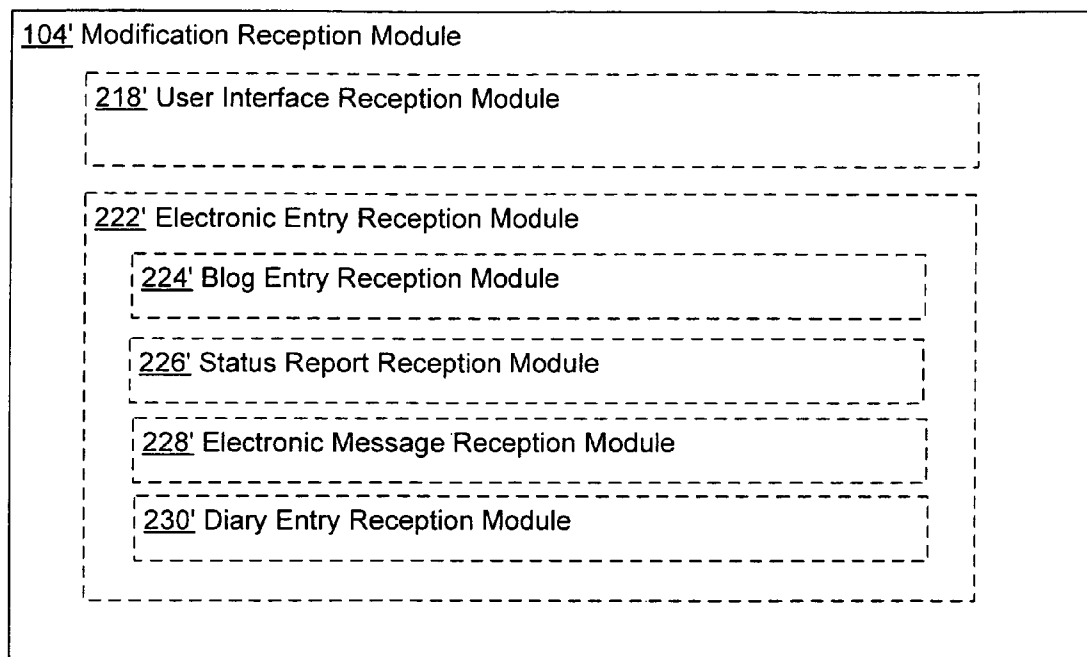 104' Modification Reception Module
218' User Interface Reception Module
222' Electronic Entry Reception Module
224' Blog Entry Reception Module
226' Status Report Reception Module
228' Electronic Message Reception Module
230' Diary Entry Reception Module